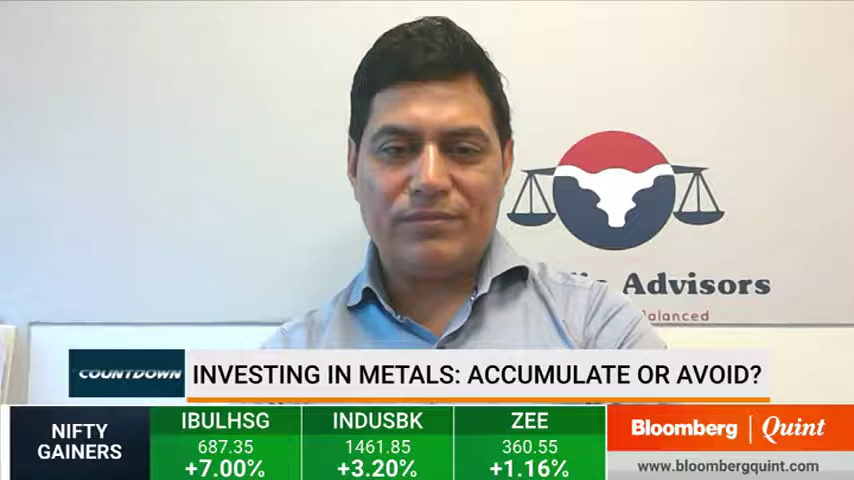 Advisors
COUNTDOWN
INVESTING IN METALS: ACCUMULATE OR AVOID?
NIFTY
GAINERS
IBULHSG
687.35
+7.00%
INDUSBK
1461.85
+3.20%
ZEE
360.55
+1.16%
Bloomberg | Quint
www.bloombergquint.com